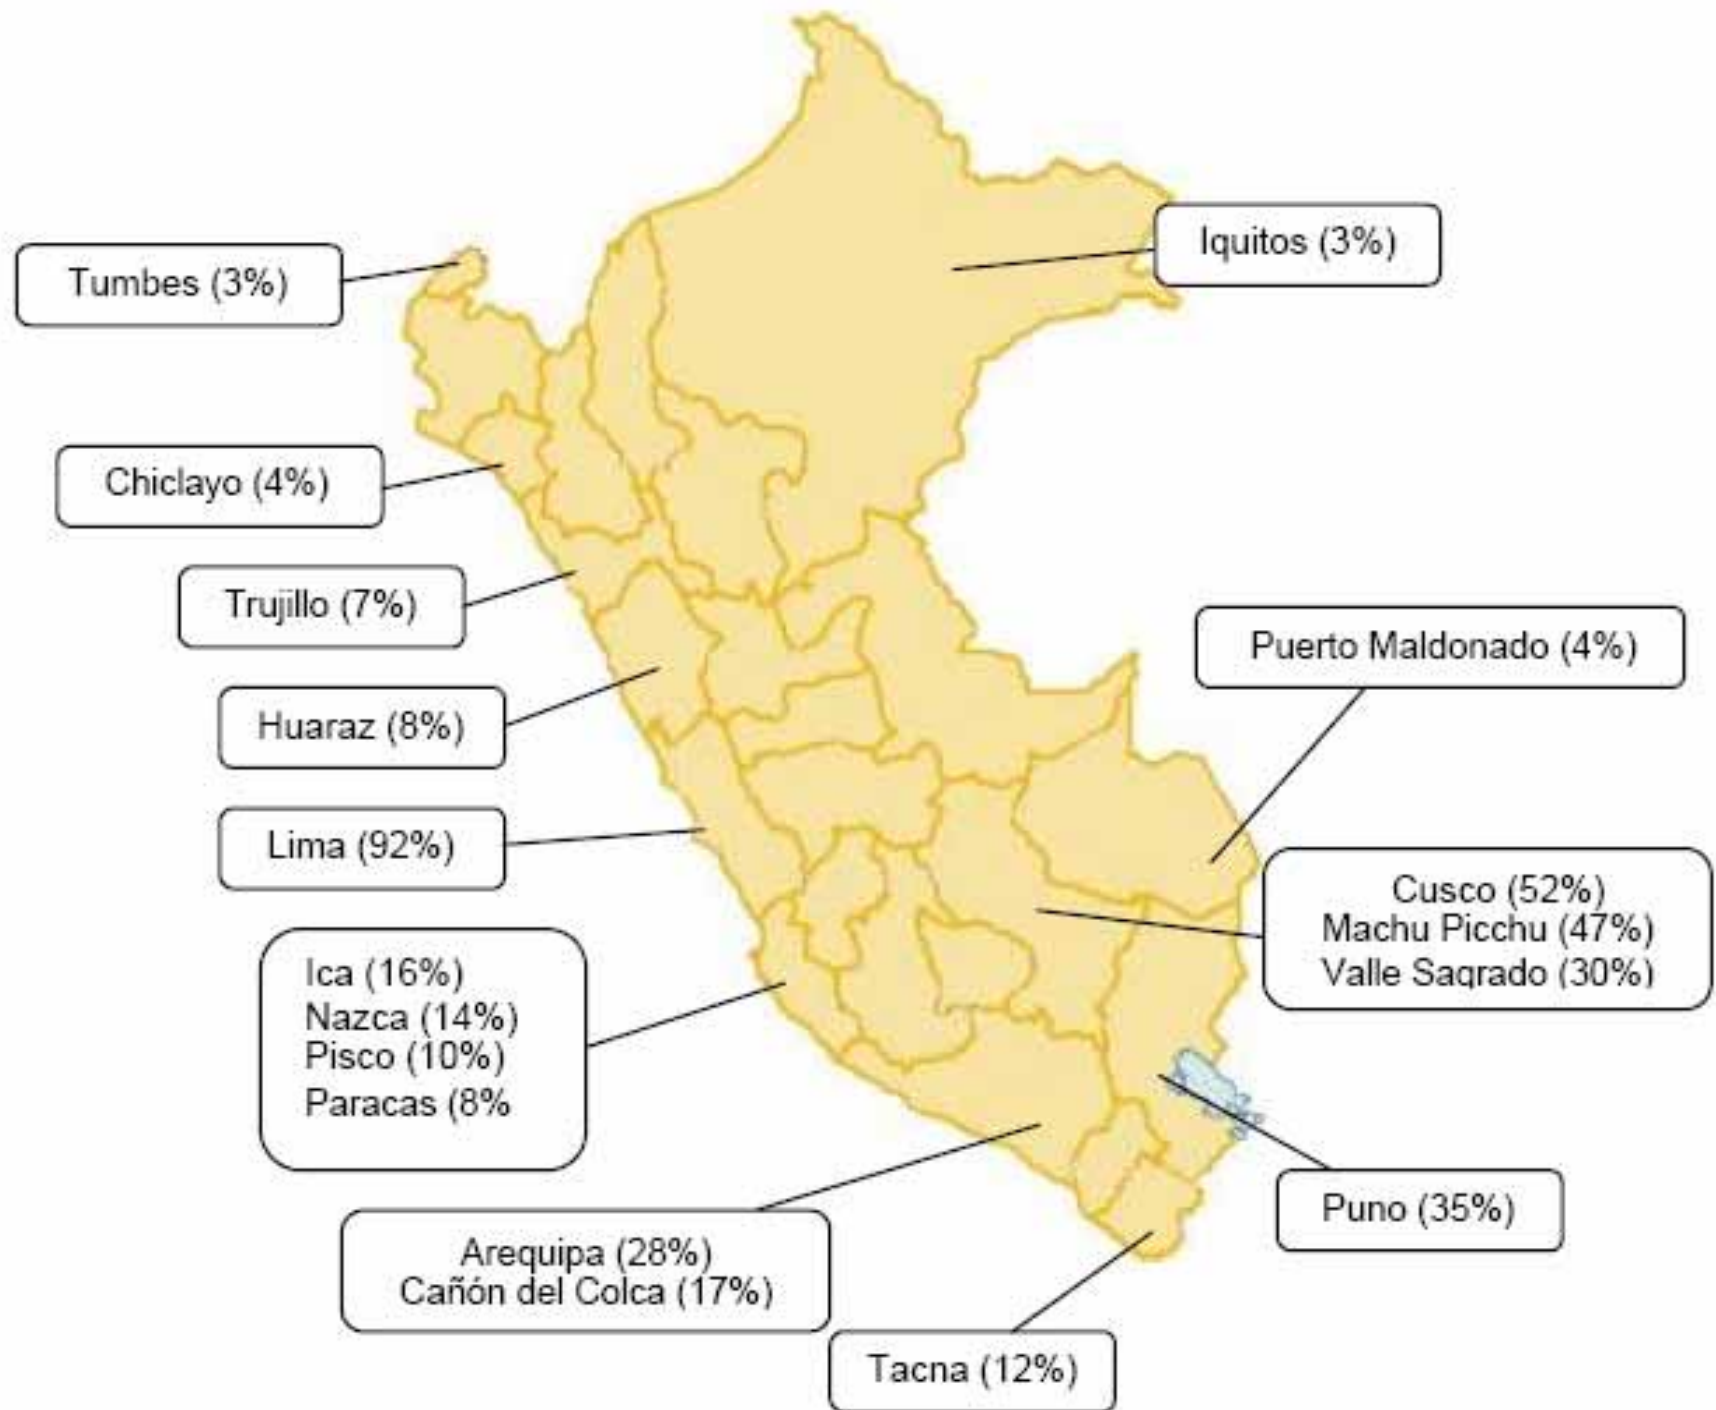 Iquitos (3%)
Tumbes (3%)
Chiclayo (4%)
Trujillo (7%)
Puerto Maldonado (4%)
Huaraz (8%)
Lima (92%)
Cusco (52%)
Machu Picchu (47%)
Valle Sagrado (30%)
Ica (16%)
Nazca (14%)
Pisco (10%)
Paracas (8%
Puno (35%)
Arequipa (28%)
Cañón del Colca (17%)
Tacna (12%)